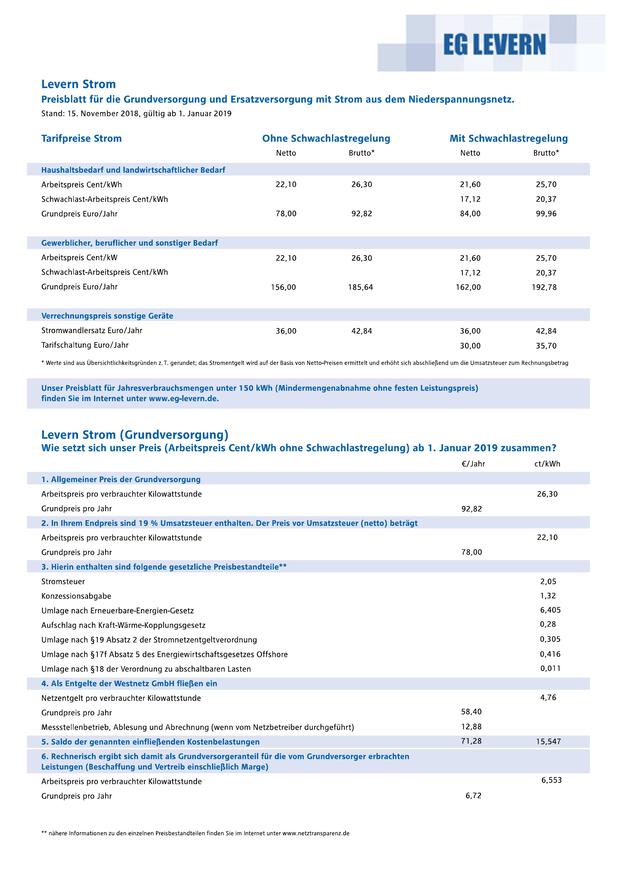 EG LEVERN
Levern Strom
Preisblatt für die Grundversorgung und Ersatzversorgung mit Strom aus dem Niederspannungsnetz.
Stand: 15. November 2018, gültig ab 1. Januar 2019
Tarifpreise Strom Ohne Schwachlastregelung Mit Schwachlastregelung
Netto Brutto* Netto Brutto*
Haushaltsbedarf und landwirtschaftlicher Bedarf
Arbeitspreis Cent/kWh 22,10 26,30 21,60 25,70
Schwachlast-Arbeitspreis Cent/kWh 17,12 20,37
Grundpreis Euro/Jahr 78,00 92,82 84,00 99,96
Gewerblicher, beruflicher und sonstiger Bedarf
Arbeitspreis Cent/kW 22,10 26,30 21,60 25,70
Schwachlast-Arbeitspreis Cent/kWh 17,12 20,37
Grundpreis Euro/Jahr 156,00 185,64 162,00 192,78
Verrechnungspreis sonstige Geräte
Stromwandlersatz Euro/Jahr 36,00 42,84 36,00 42,84
Tarifschaltung Euro/Jahr 30,00 35,70
* Werte sind aus Übersichtlichkeitsgründen z. T. gerundet; das Stromentgelt wird auf der Basis von Netto-Preisen ermittelt und erhöht sich abschließend um die Umsatzsteuer zum Rechnungsbetrag
Unser Preisblatt für Jahresverbrauchsmengen unter 150 kWh (Mindermengenabnahme ohne festen Leistungspreis)
finden Sie im Internet unter www.eg-levern.de.
Levern Strom (Grundversorgung)
Wie setzt sich unser Preis (Arbeitspreis Cent/kWh ohne Schwachlastregelung) ab 1. Januar 2019 zusammen?
€/Jahr ct/kWh
1. Allgemeiner Preis der Grundversorgung
Arbeitspreis pro verbrauchter Kilowattstunde 26,30
Grundpreis pro Jahr 92,82
2. In Ihrem Endpreis sind 19 % Umsatzsteuer enthalten. Der Preis vor Umsatzsteuer (netto) beträgt
Arbeitspreis pro verbrauchter Kilowattstunde 22,10
Grundpreis pro Jahr 78,00
3. Hierin enthalten sind folgende gesetzliche Preisbestandteile**
Stromsteuer 2,05
Konzessionsabgabe 1,32
Umlage nach Erneuerbare-Energien-Gesetz 6,405
Aufschlag nach Kraft-Wärme-Kopplungsgesetz 0,28
Umlage nach §19 Absatz 2 der Stromnetzentgeltverordnung 0,305
Umlage nach §17f Absatz 5 des Energiewirtschaftsgesetzes Offshore 0,416
Umlage nach §18 der Verordnung zu abschaltbaren Lasten 0,011
4. Als Entgelte der Westnetz GmbH fließen ein
Netzentgelt pro verbrauchter Kilowattstunde 4,76
Grundpreis pro Jahr 58,40
Messstellenbetrieb, Ablesung und Abrechnung (wenn vom Netzbetreiber durchgeführt) 12,88
5. Saldo der genannten einfließenden Kostenbelastungen 71,28 15,547
6. Rechnerisch ergibt sich damit als Grundversorgeranteil für die vom Grundversorger erbrachten
Leistungen (Beschaffung und Vertrieb einschließlich Marge)
Arbeitspreis pro verbrauchter Kilowattstunde 6,553
Grundpreis pro Jahr 6,72
** nähere Informationen zu den einzelnen Preisbestandteilen finden Sie im Internet unter www.netztransparenz.de